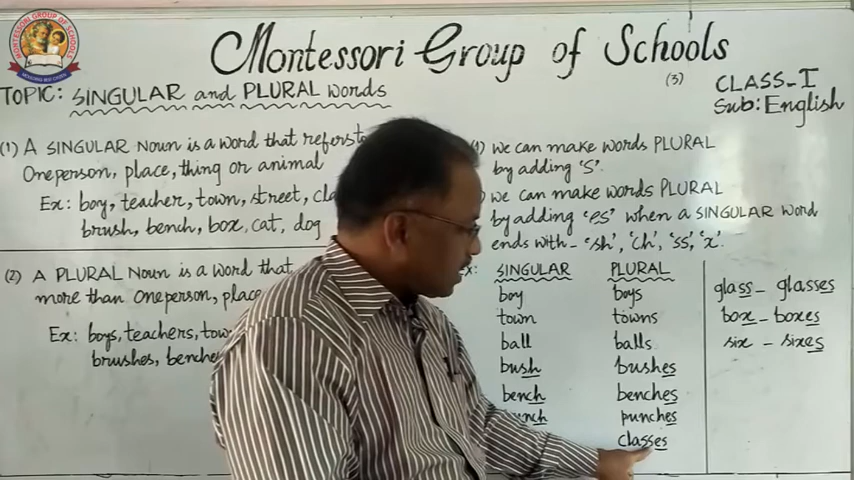 MONTESSORI GROUP OF SCHOOLS
Montessori Group of Schools
(3)
CLASS-I
Sub: English
TOPIC: SINGULAR and PLURAL words
(1) A SINGULAR Noun is a word that refers to
One person, place, thing or animal
Ex: boy, teacher, town, street,
brush, bench, box, cat, dog
(2) A PLURAL Noun is a word that
more than One person, place
Ex: boys, teachers,
brushes,
we can make words PLURAL
by adding 's'.
we can make words PLURAL
by adding 'es' when a SINGULAR word
ends with - 'sh', 'ch', 'ss', 'x'.
SINGULAR PLURAL
boy boys
town towns
ball balls
brush brushes
bench benches
punches
classes
glass - glasses
box - boxes
six - sixes